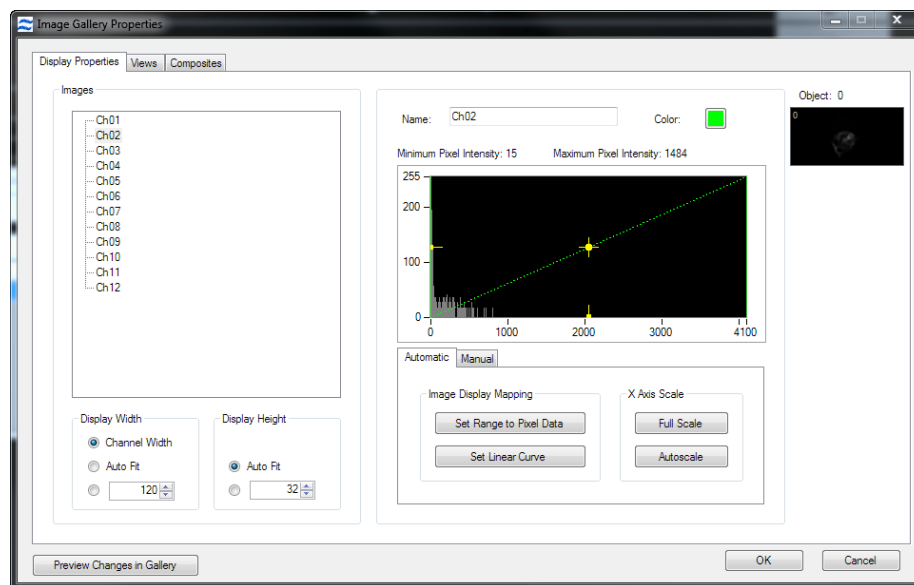 Image Gallery Properties
Display Properties Views Composites
Images
Ch01
Ch02
Ch03
Ch04
Ch05
Ch06
Ch07
Ch08
Ch09
Ch10
Ch11
Ch12
Display Width
Channel Width
Auto Fit
120
Display Height
Auto Fit
32
Name: Ch02 Color:
Minimum Pixel Intensity: 15 Maximum Pixel Intensity: 1484
255
200
100
0
0 1000 2000 3000 4100
Automatic Manual
Image Display Mapping
Set Range to Pixel Data
Set Linear Curve
X Axis Scale
Full Scale
Autoscale
Object: 0
0
Preview Changes in Gallery
OK Cancel